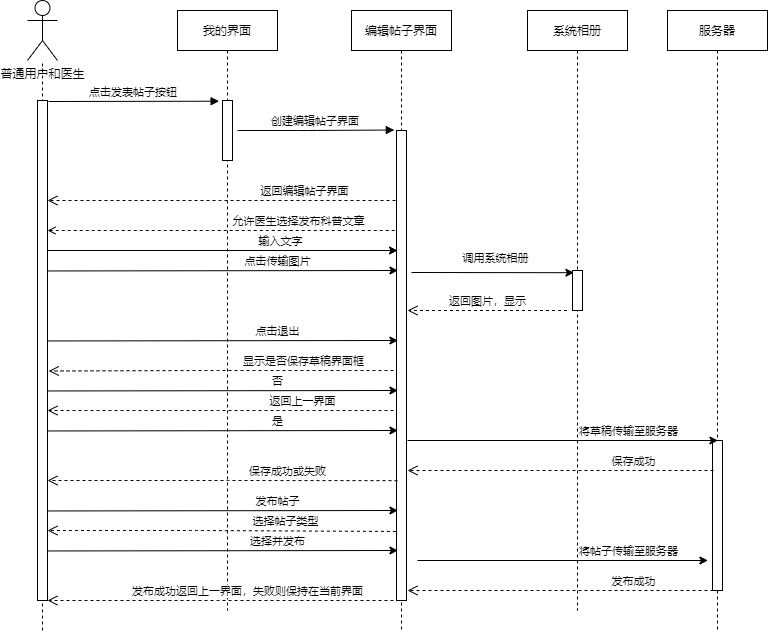 我的界面
编辑帖子界面
系统相册
服务器
普通用户和医生
点击发表帖子按钮
创建编辑帖子界面
返回编辑帖子界面
允许医生选择发布科普文章
输入文字
点击传输图片
调用系统相册
返回图片，显示
点击退出
显示是否保存草稿界面框
否
返回上一界面
是
将草稿传输至服务器
保存成功
保存成功或失败
发布帖子
选择帖子类型
选择并发布
将帖子传输至服务器
发布成功
发布成功返回上一界面，失败则保持在当前界面